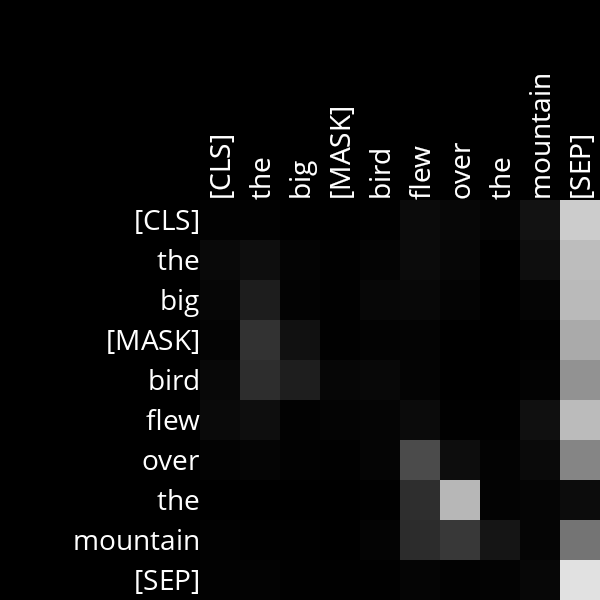 [CLS]
the
big
[MASK]
bird
flew
over
the
mountain
[SEP]
[CLS]
the
big
[MASK]
bird
flew
over
the
mountain
[SEP]